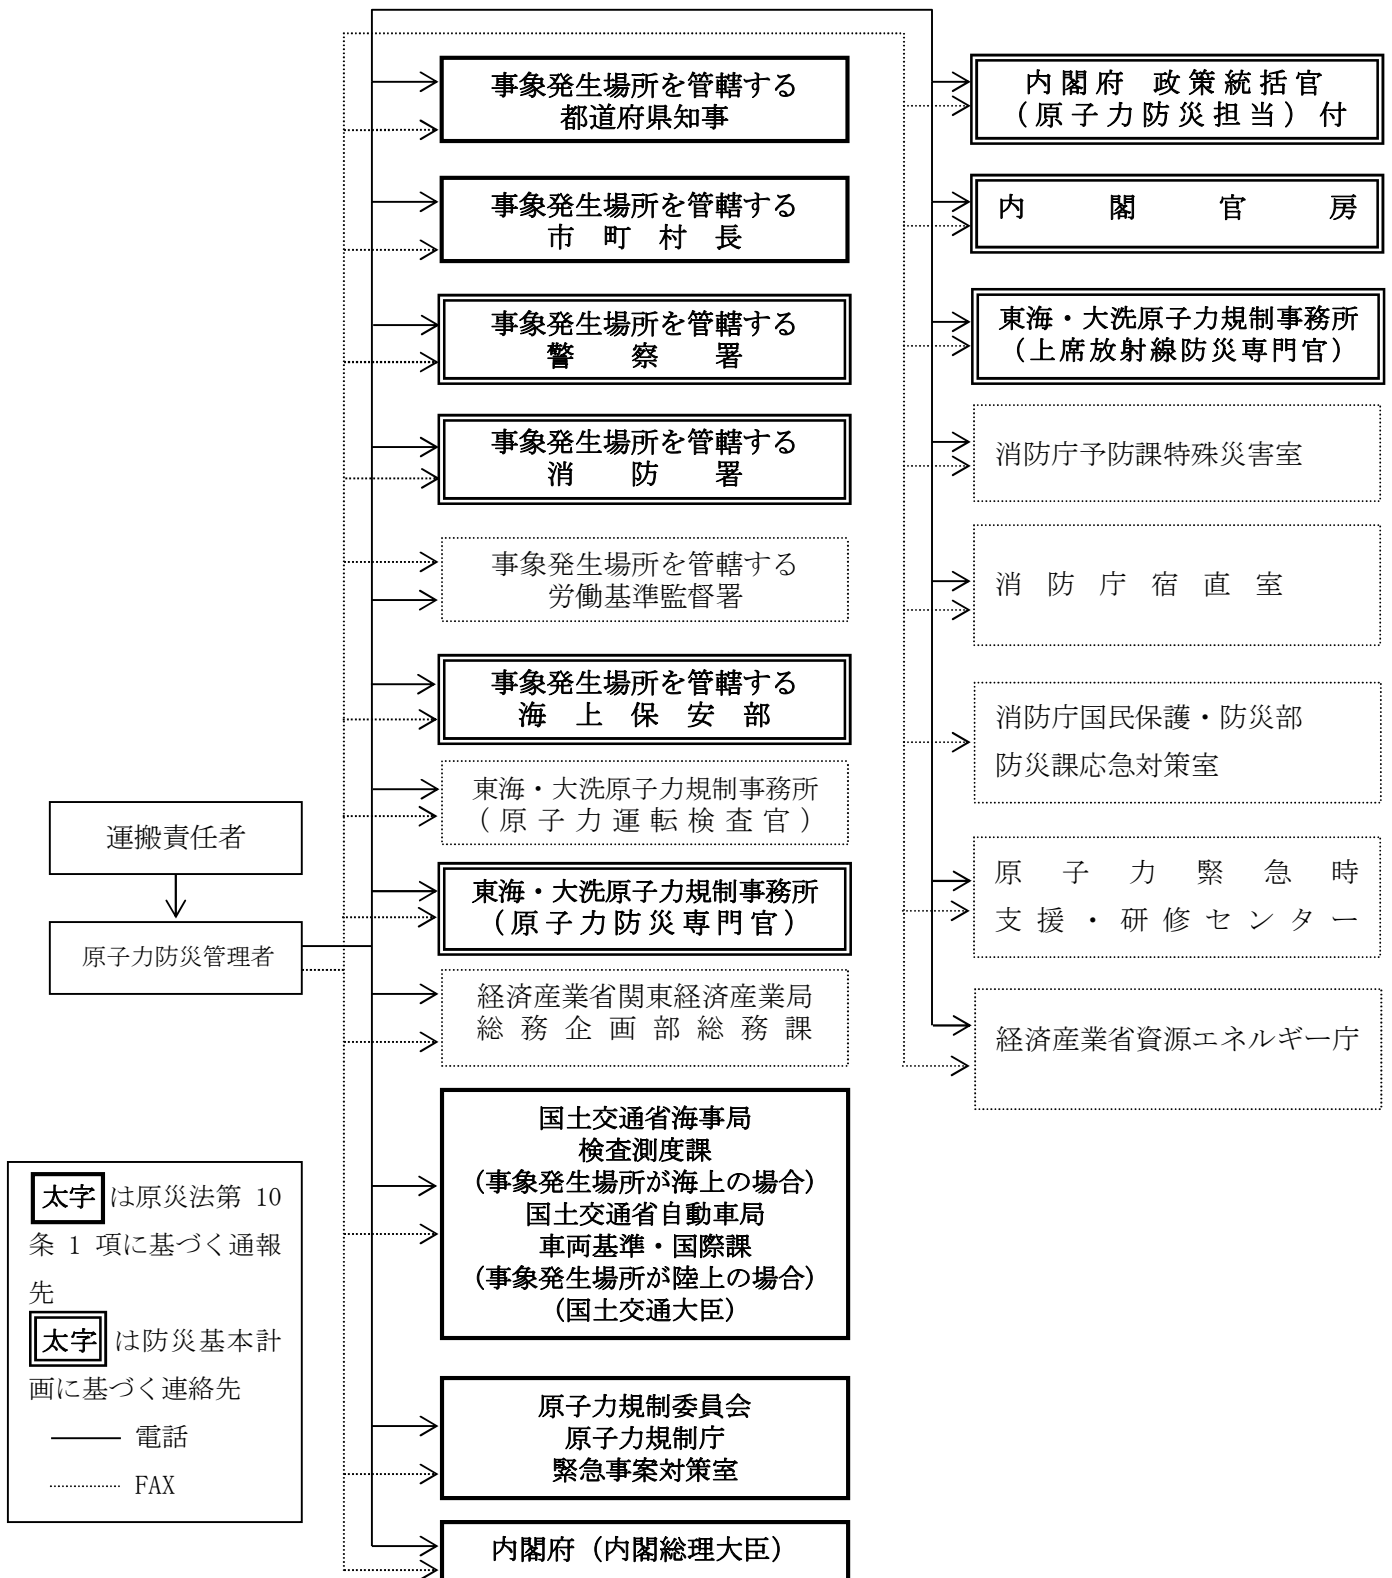 事象発生場所を管轄する
都道府県知事
事象発生場所を管轄する
市町村長
事象発生場所を管轄する
警察署
事象発生場所を管轄する
消防署
事象発生場所を管轄する
労働基準監督署
事象発生場所を管轄する
海上保安部
東海・大洗原子力規制事務所
(原子力運転検査官)
東海・大洗原子力規制事務所
(原子力防災専門官)
経済産業省関東経済産業局
総務企画部総務課
国土交通省海事局
検査測度課
(事象発生場所が海上の場合)
国土交通省自動車局
車両基準・国際課
(事象発生場所が陸上の場合)
(国土交通大臣)
原子力規制委員会
原子力規制庁
緊急事案対策室
内閣府(内閣総理大臣)
内閣府 政策統括官
(原子力防災担当)付
内閣官房
東海・大洗原子力規制事務所
(上席放射線防災専門官)
消防庁予防課特殊災害室
消防庁宿直室
消防庁国民保護・防災部
防災課応急対策室
原子力緊急時
支援・研修センター
経済産業省資源エネルギー庁
運搬責任者
原子力防災管理者
太字は原災法第 10
条 1 項に基づく通報
先
太字は防災基本計
画に基づく連絡先
電話
FAX